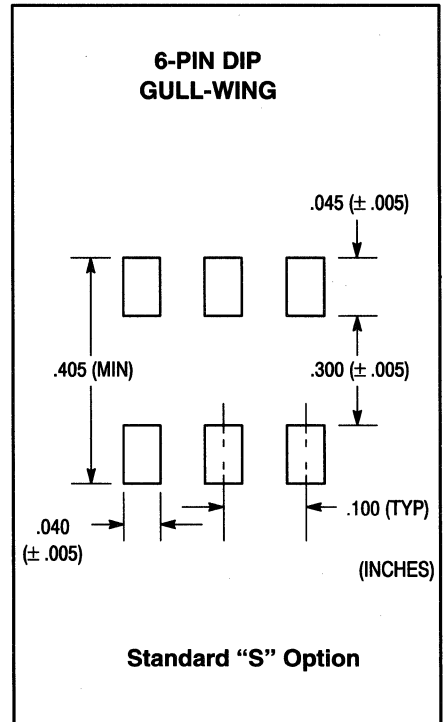 6-PIN DIP
GULL-WING
.045 (± .005)
.405 (MIN)
.300 (± .005)
.040
(± .005)
.100 (TYP)
(INCHES)
Standard “S” Option